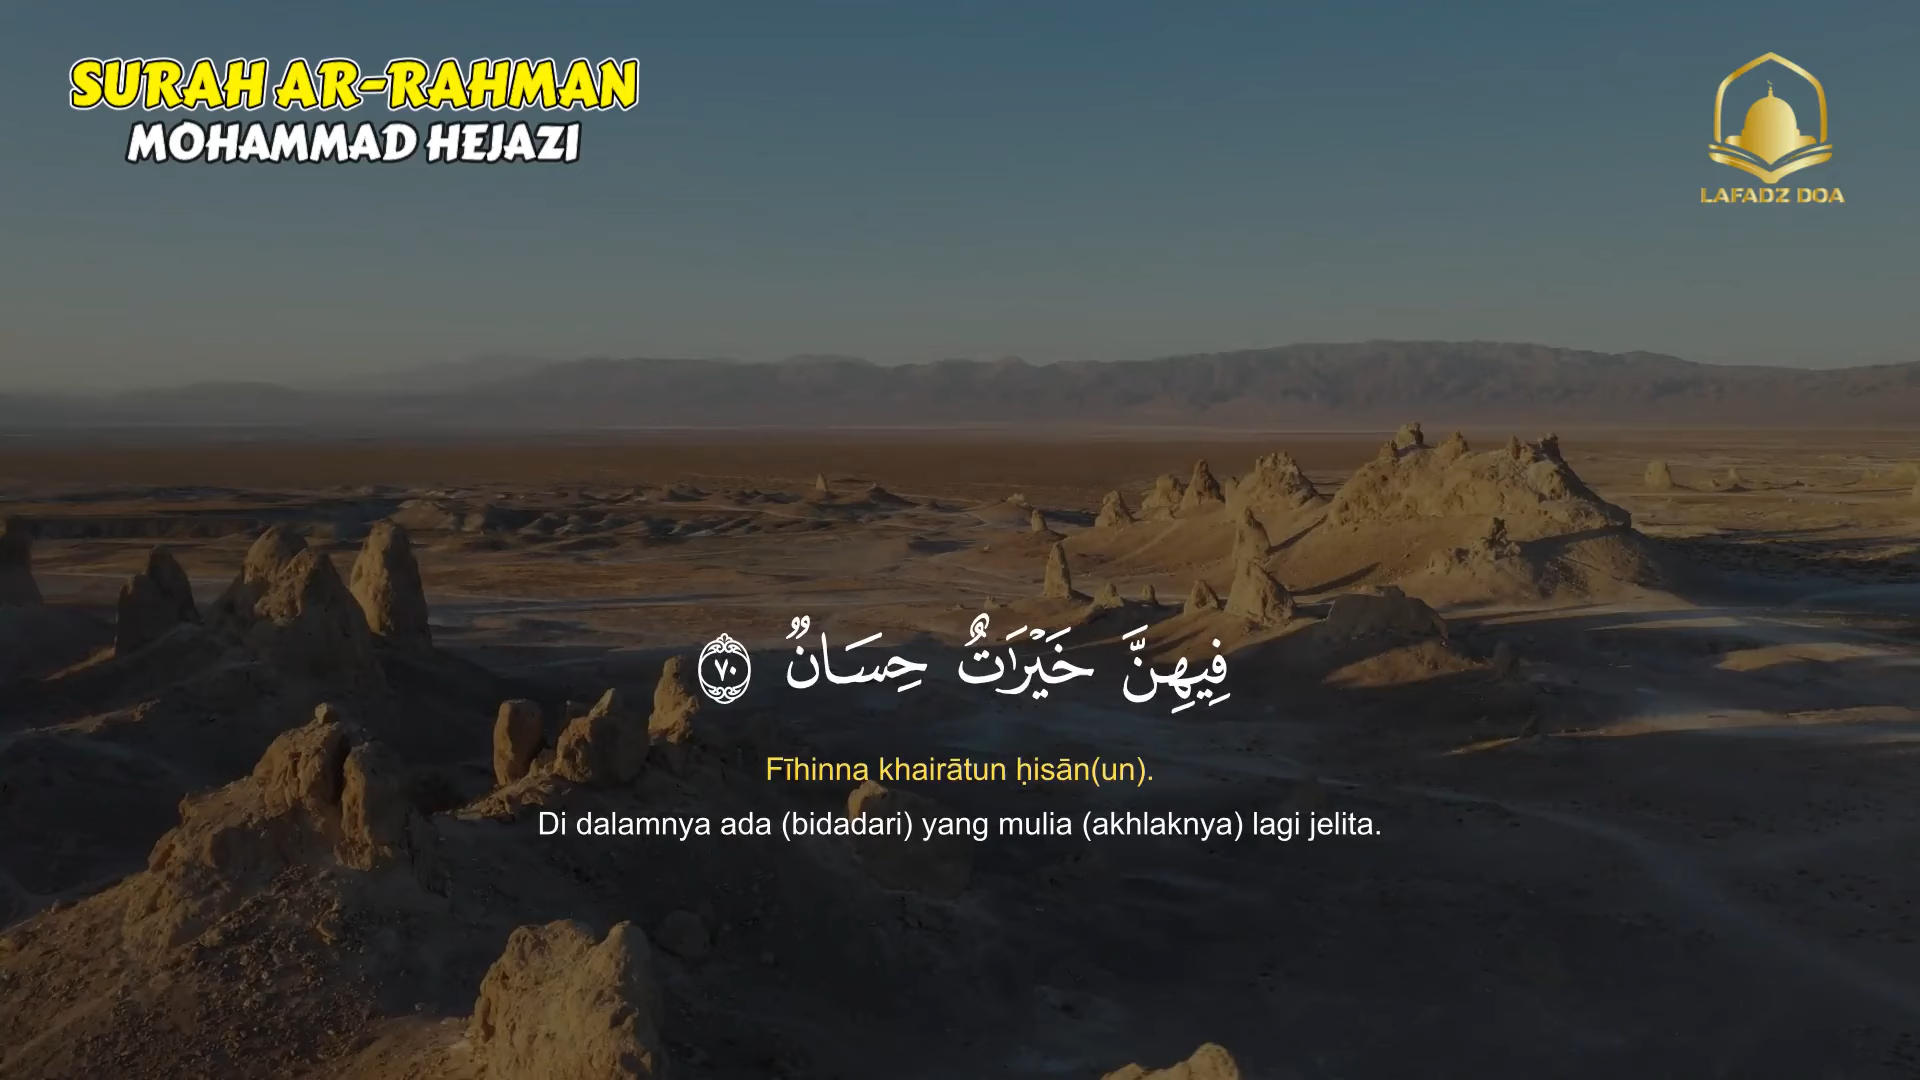 SURAH AR-RAHMAN
MOHAMMAD HEJAZI
LAFADZ DOA
فِيهِنَّ خَيْرَٰتٌ حِسَانٌ ٧٠
Fīhinna khairātun ḥisān(un).
Di dalamnya ada (bidadari) yang mulia (akhlaknya) lagi jelita.